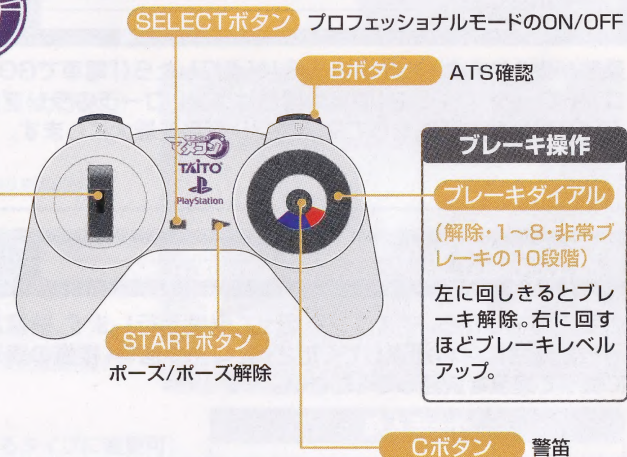 SELECTボタン プロフェッショナルモードのON/OFF
Bボタン ATS確認
A
B
マメコン
TAITO
PlayStation
ブレーキ操作
ブレーキダイアル
(解除・1〜8・非常ブ
レーキの10段階)
左に回しきるとブレ
ーキ解除。右に回す
ほどブレーキレベル
アップ。
STARTボタン
ポーズ/ポーズ解除
Cボタン 警笛